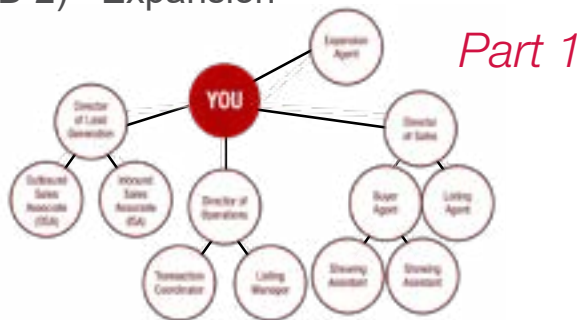 Expansion
Part 1
Expansion
Agent
YOU
Director
of Lead
Generation
Director
of Sales
Outbound
Sales
Associate
(OSA)
Inbound
Sales
Associate
(ISA)
Director of
Operations
Buyer
Agent
Listing
Agent
Transaction
Coordinator
Listing
Manager
Showing
Assistant
Showing
Assistant